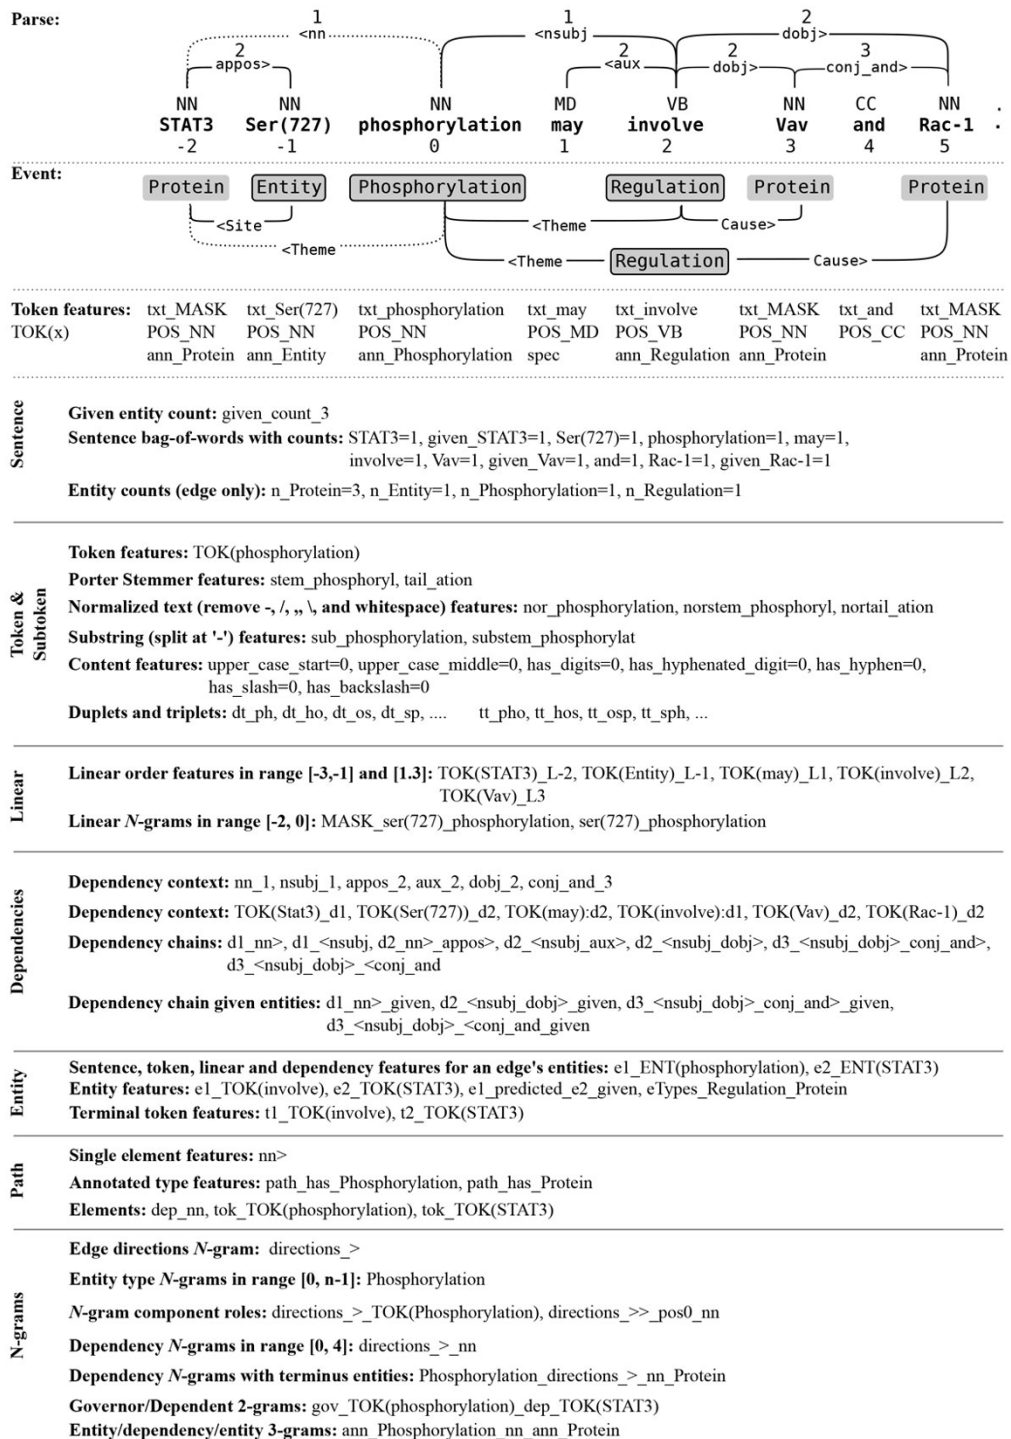 Parse:
1 1 2
<nn <nsubj dobj>
2 2 2 3
appos> <aux dobj> conj_and>
NN NN NN MD VB NN CC NN .
STAT3 Ser(727) phosphorylation may involve Vav and Rac-1 .
-2 -1 0 1 2 3 4 5
Event:
Protein Entity Phosphorylation Regulation Protein Protein
<Site <Theme Cause>
<Theme
<Theme Regulation Cause>
Token features: txt_MASK txt_Ser(727) txt_phosphorylation txt_may txt_involve txt_MASK txt_and txt_MASK
TOK(x) POS_NN POS_NN POS_NN POS_MD POS_VB POS_NN POS_CC POS_NN
ann_Protein ann_Entity ann_Phosphorylation spec ann_Regulation ann_Protein ann_Protein
Sentence
Given entity count: given_count_3
Sentence bag-of-words with counts: STAT3=1, given_STAT3=1, Ser(727)=1, phosphorylation=1, may=1,
involve=1, Vav=1, given_Vav=1, and=1, Rac-1=1, given_Rac-1=1
Entity counts (edge only): n_Protein=3, n_Entity=1, n_Phosphorylation=1, n_Regulation=1
Token &
Subtoken
Token features: TOK(phosphorylation)
Porter Stemmer features: stem_phosphoryl, tail_ation
Normalized text (remove -, /, ,, \, and whitespace) features: nor_phosphorylation, norstem_phosphoryl, nortail_ation
Substring (split at '-') features: sub_phosphorylation, substem_phosphorylat
Content features: upper_case_start=0, upper_case_middle=0, has_digits=0, has_hyphenated_digit=0, has_hyphen=0,
has_slash=0, has_backslash=0
Duplets and triplets: dt_ph, dt_ho, dt_os, dt_sp, .... tt_pho, tt_hos, tt_osp, tt_sph, ...
Linear
Linear order features in range [-3,-1] and [1.3]: TOK(STAT3)_L-2, TOK(Entity)_L-1, TOK(may)_L1, TOK(involve)_L2,
TOK(Vav)_L3
Linear N-grams in range [-2, 0]: MASK_ser(727)_phosphorylation, ser(727)_phosphorylation
Dependencies
Dependency context: nn_1, nsubj_1, appos_2, aux_2, dobj_2, conj_and_3
Dependency context: TOK(Stat3)_d1, TOK(Ser(727))_d2, TOK(may):d2, TOK(involve):d1, TOK(Vav)_d2, TOK(Rac-1)_d2
Dependency chains: d1_nn>, d1_<nsubj, d2_nn>_appos>, d2_<nsubj_aux>, d2_<nsubj_dobj>, d3_<nsubj_dobj>_conj_and>,
d3_<nsubj_dobj>_<conj_and
Dependency chain given entities: d1_nn>_given, d2_<nsubj_dobj>_given, d3_<nsubj_dobj>_conj_and>_given,
d3_<nsubj_dobj>_<conj_and_given
Entity
Sentence, token, linear and dependency features for an edge's entities: e1_ENT(phosphorylation), e2_ENT(STAT3)
Entity features: e1_TOK(involve), e2_TOK(STAT3), e1_predicted_e2_given, eTypes_Regulation_Protein
Terminal token features: t1_TOK(involve), t2_TOK(STAT3)
Path
Single element features: nn>
Annotated type features: path_has_Phosphorylation, path_has_Protein
Elements: dep_nn, tok_TOK(phosphorylation), tok_TOK(STAT3)
N-grams
Edge directions N-gram: directions_>
Entity type N-grams in range [0, n-1]: Phosphorylation
N-gram component roles: directions_>_TOK(Phosphorylation), directions_>>_pos0_nn
Dependency N-grams in range [0, 4]: directions_>_nn
Dependency N-grams with terminus entities: Phosphorylation_directions_>_nn_Protein
Governor/Dependent 2-grams: gov_TOK(phosphorylation)_dep_TOK(STAT3)
Entity/dependency/entity 3-grams: ann_Phosphorylation_nn_ann_Protein